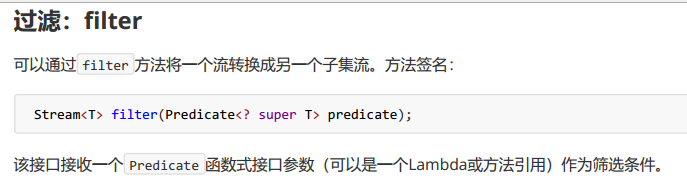 过滤：filter
可以通过filter方法将一个流转换成另一个子集流。方法签名：
Stream<T> filter(Predicate<? super T> predicate);
该接口接收一个Predicate函数式接口参数（可以是一个Lambda或方法引用）作为筛选条件。